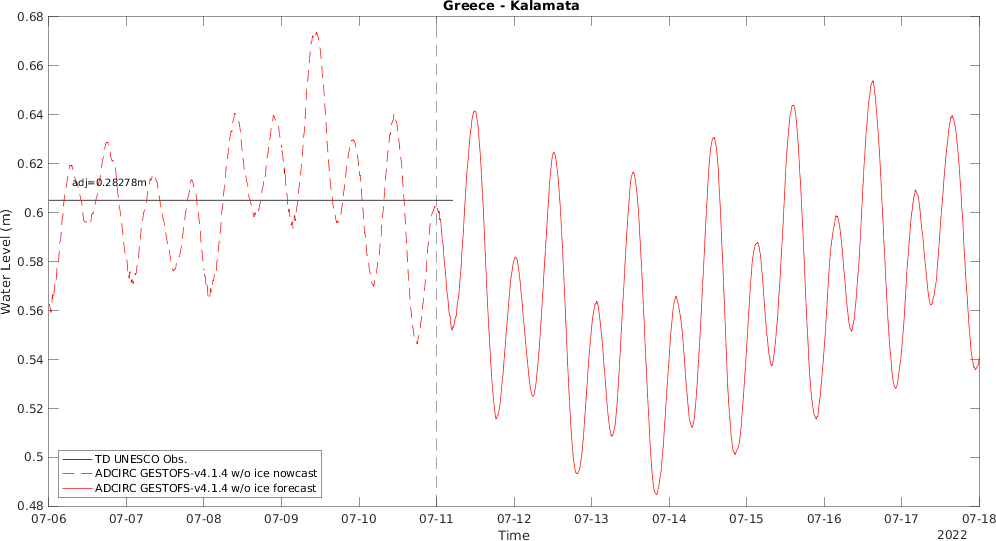 Greece - Kalamata
0.68
0.66
0.64
0.62
0.6
0.58
0.56
0.54
0.52
0.5
0.48
Water Level (m)
adj=0.28278m
TD UNESCO Obs.
ADCIRC GESTOFS-v4.1.4 w/o ice nowcast
ADCIRC GESTOFS-v4.1.4 w/o ice forecast
07-06 07-07 07-08 07-09 07-10 07-11 07-12 07-13 07-14 07-15 07-16 07-17 07-18
Time
2022